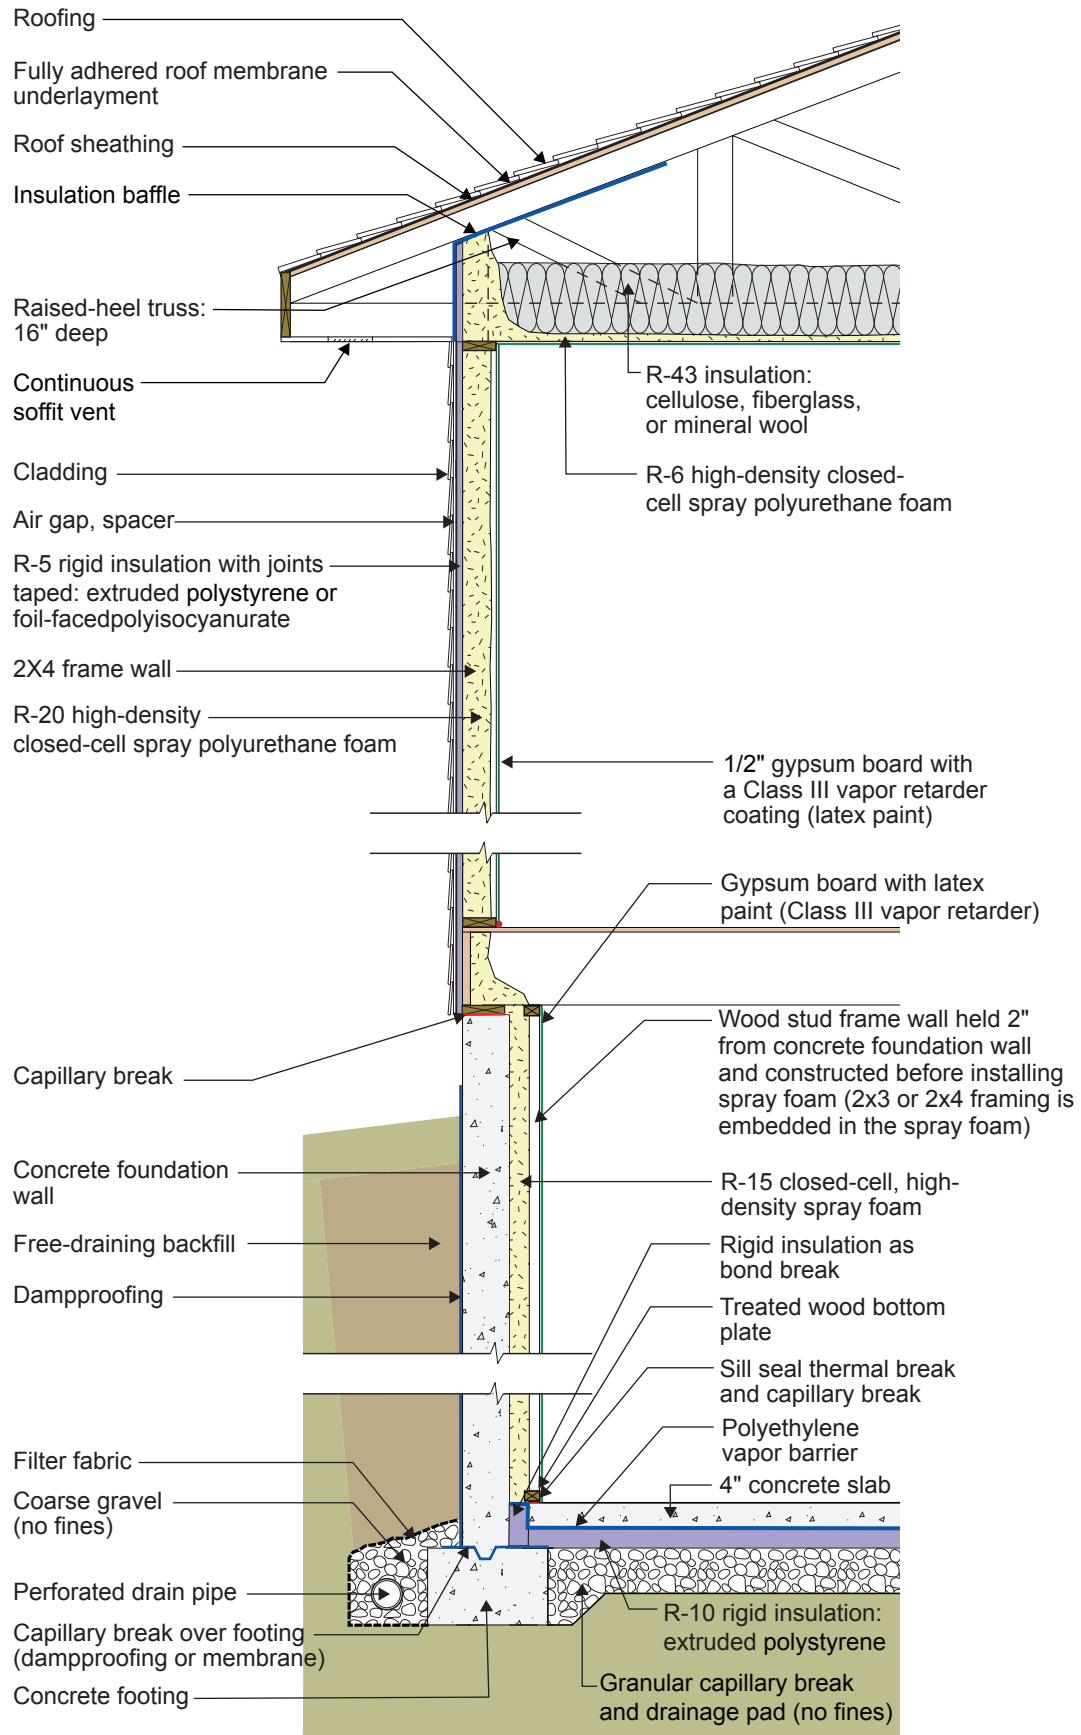 Roofing
Fully adhered roof membrane
underlayment
Roof sheathing
Insulation baffle
Raised-heel truss:
16" deep
Continuous
soffit vent
Cladding
Air gap, spacer
R-5 rigid insulation with joints
taped: extruded polystyrene or
foil-facedpolyisocyanurate
2X4 frame wall
R-20 high-density
closed-cell spray polyurethane foam
R-43 insulation:
cellulose, fiberglass,
or mineral wool
R-6 high-density closed-
cell spray polyurethane foam
1/2" gypsum board with
a Class III vapor retarder
coating (latex paint)
Gypsum board with latex
paint (Class III vapor retarder)
Wood stud frame wall held 2"
from concrete foundation wall
and constructed before installing
spray foam (2x3 or 2x4 framing is
embedded in the spray foam)
Capillary break
Concrete foundation
wall
Free-draining backfill
Dampproofing
R-15 closed-cell, high-
density spray foam
Rigid insulation as
bond break
Treated wood bottom
plate
Sill seal thermal break
and capillary break
Polyethylene
vapor barrier
4" concrete slab
Filter fabric
Coarse gravel
(no fines)
Perforated drain pipe
Capillary break over footing
(dampproofing or membrane)
Concrete footing
R-10 rigid insulation:
extruded polystyrene
Granular capillary break
and drainage pad (no fines)